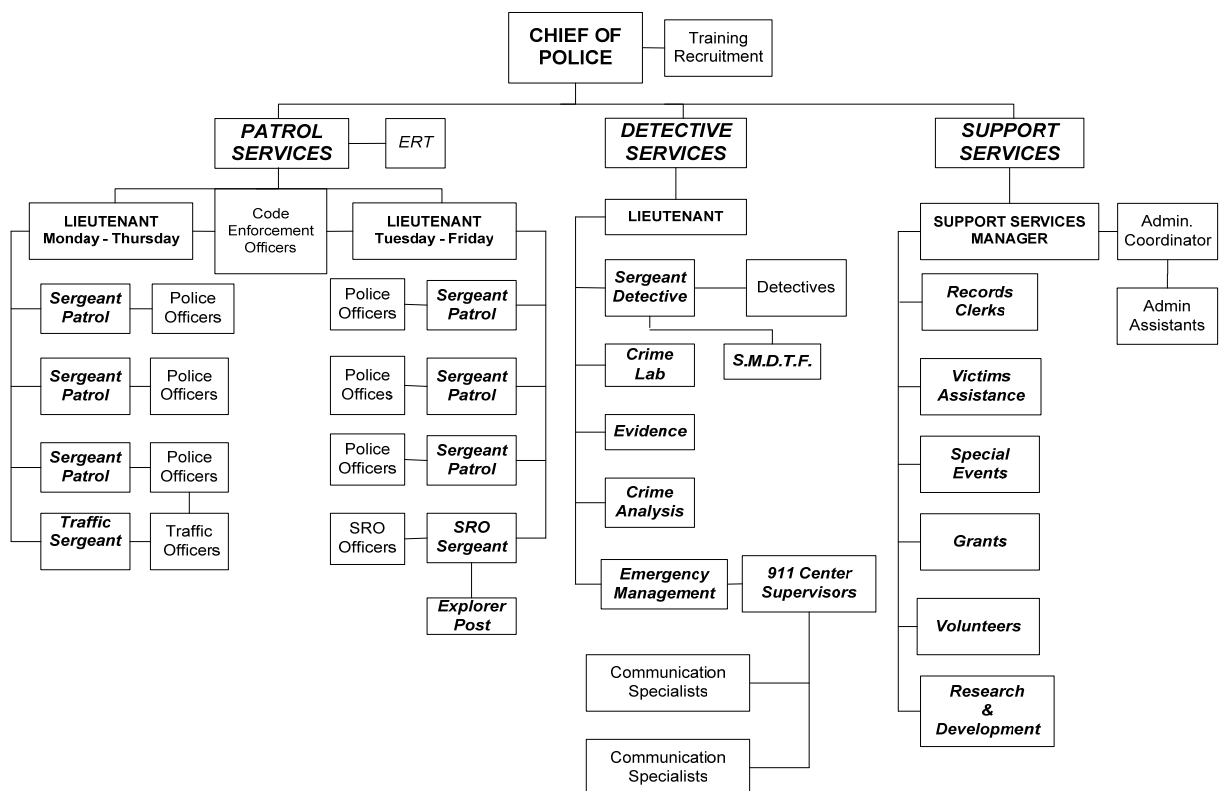 CHIEF OF
POLICE
Training
Recruitment
PATROL
SERVICES
ERT
DETECTIVE
SERVICES
SUPPORT
SERVICES
LIEUTENANT
Monday - Thursday
Code
Enforcement
Officers
LIEUTENANT
Tuesday - Friday
LIEUTENANT
SUPPORT SERVICES
MANAGER
Admin.
Coordinator
Admin
Assistants
Sergeant
Patrol
Police
Officers
Police
Officers
Sergeant
Patrol
Sergeant
Detective
Detectives
S.M.D.T.F.
Records
Clerks
Sergeant
Patrol
Police
Officers
Police
Offices
Sergeant
Patrol
Crime
Lab
Victims
Assistance
Sergeant
Patrol
Police
Officers
Police
Officers
Sergeant
Patrol
Evidence
Special
Events
Traffic
Sergeant
Traffic
Officers
SRO
Officers
SRO
Sergeant
Crime
Analysis
Grants
Explorer
Post
Emergency
Management
911 Center
Supervisors
Volunteers
Communication
Specialists
Research
&
Development
Communication
Specialists